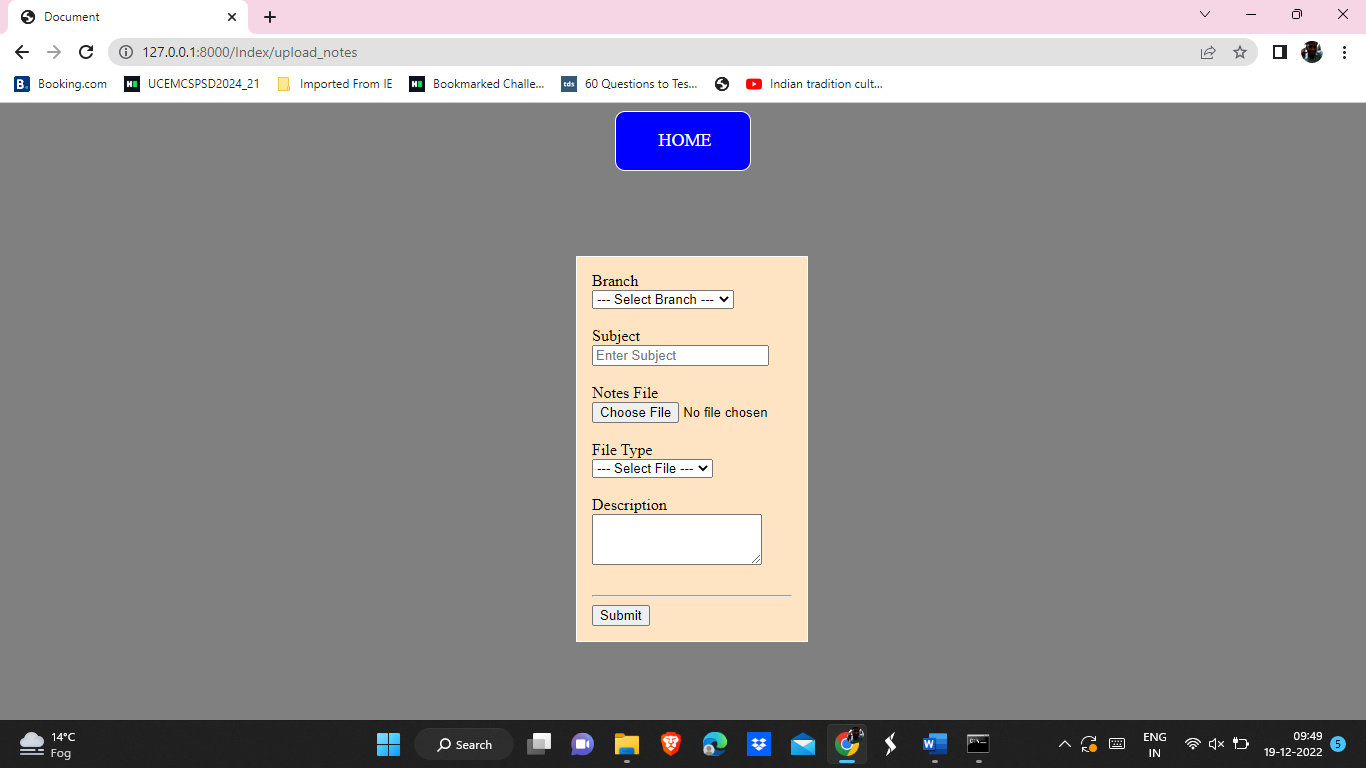 Document
127.0.0.1:8000/Index/upload_notes
B. Booking.com
UCEMCSPSD2024_21
Imported From IE
Bookmarked Challe...
tds 60 Questions to Tes...
Indian tradition cult...
HOME
Branch
--- Select Branch ---
Subject
Enter Subject
Notes File
Choose File No file chosen
File Type
--- Select File ---
Description
Submit
14°C
Fog
Search
ENG
IN
09:49
19-12-2022
5